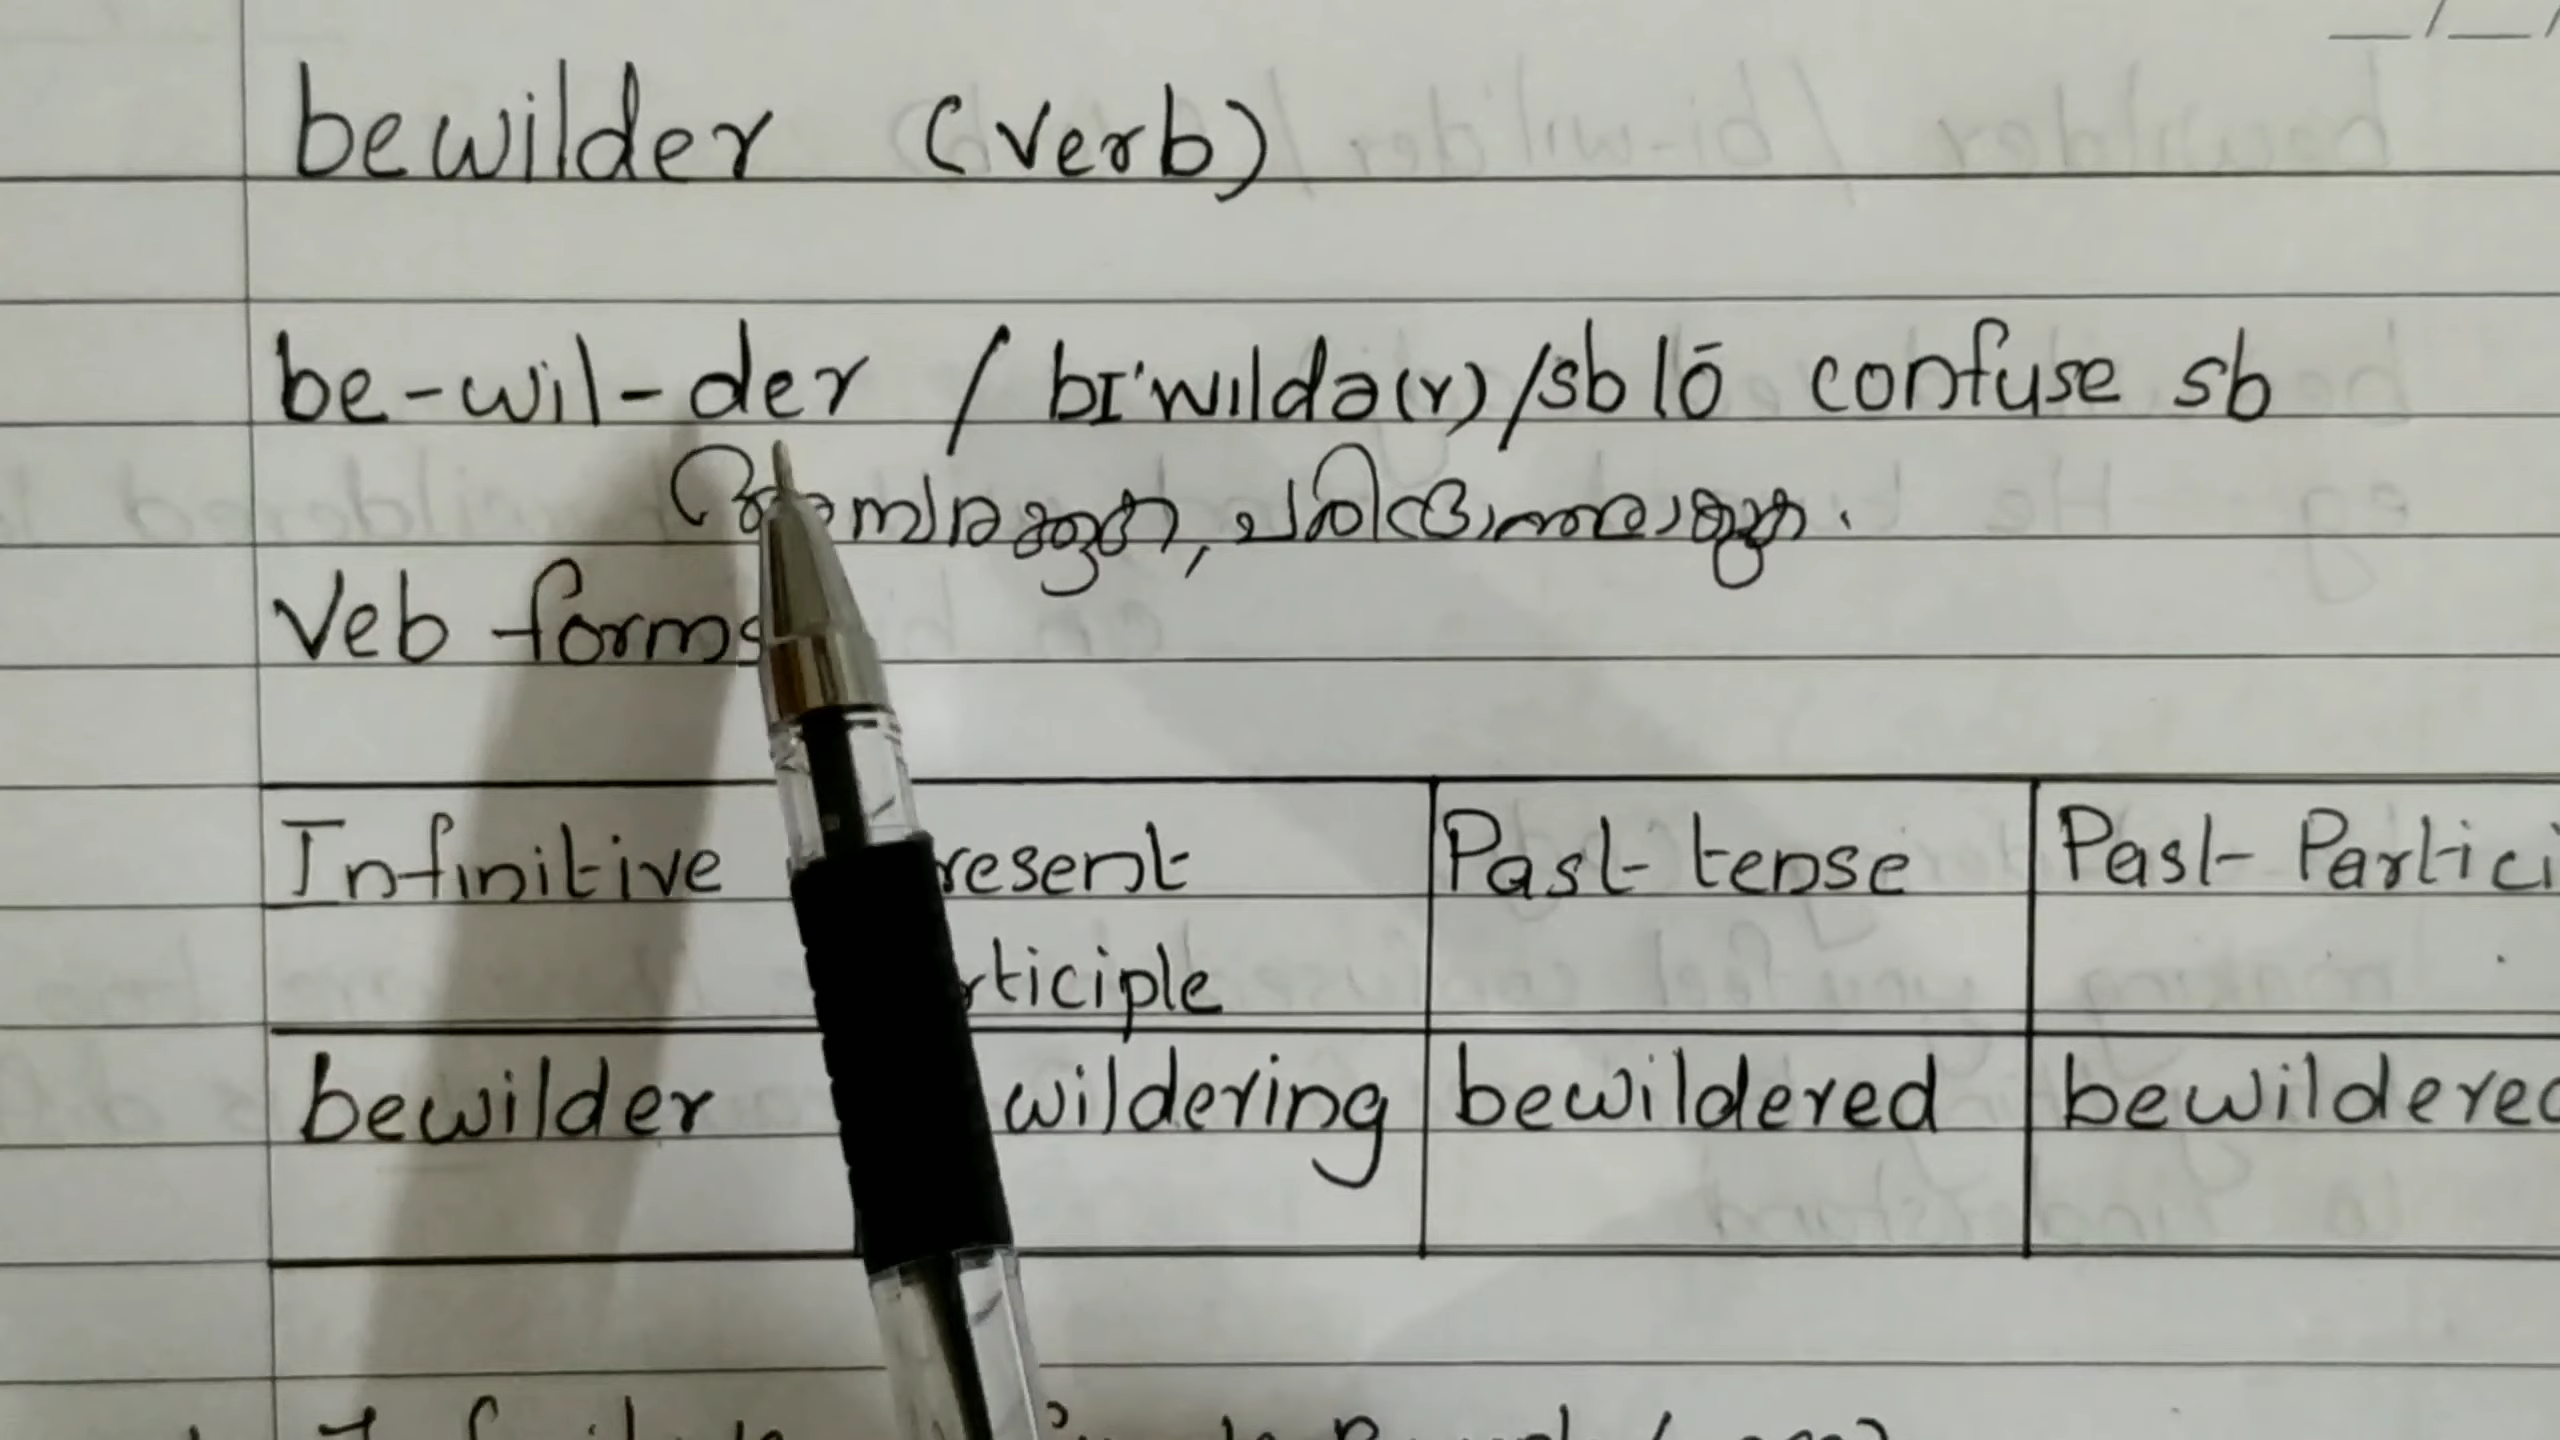 bewilder (verb)
be-wil-der /bɪˈwɪldə(r)/sb to confuse sb
Veb forms
Infinitive resent Past tense Past Partici
rticiple
bewilder wildering bewildered bewildered